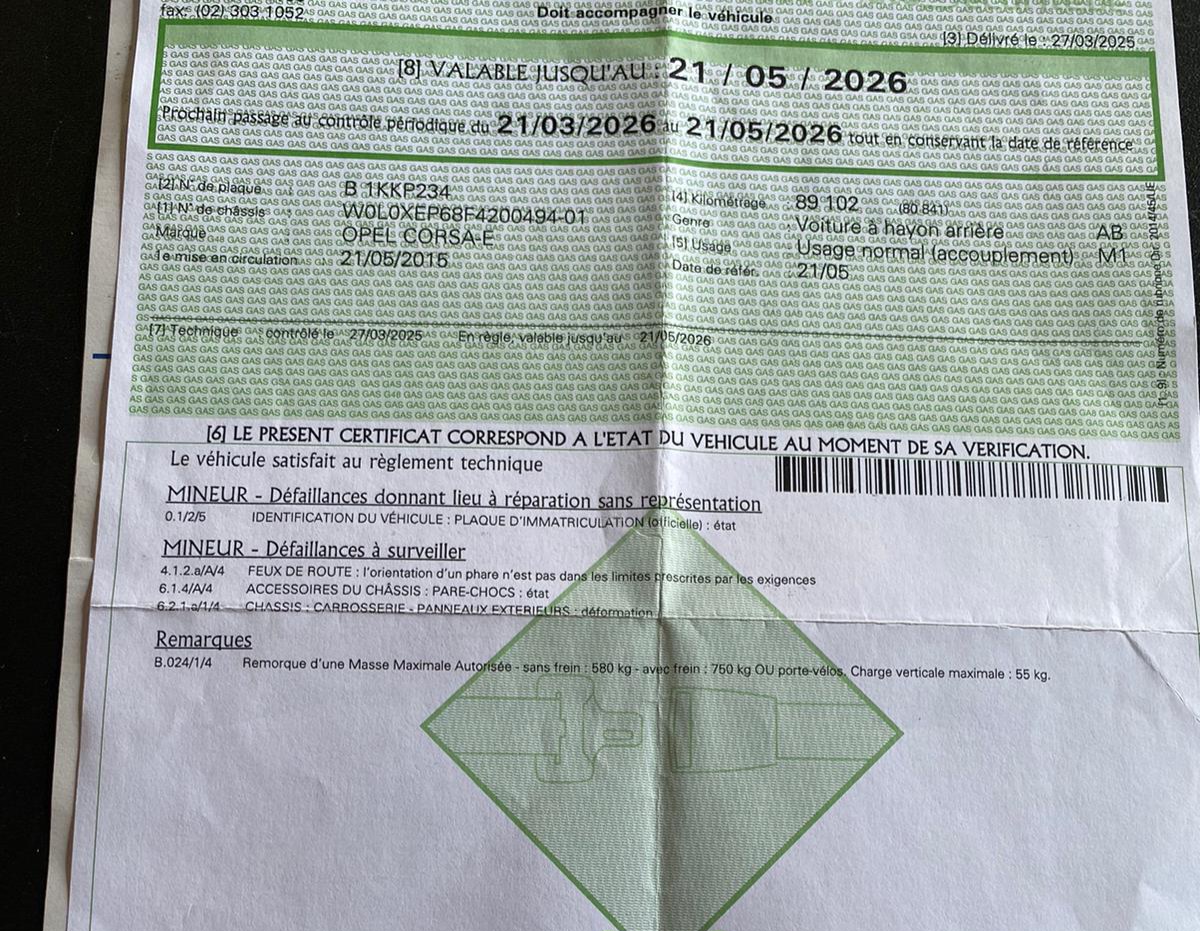 fax: (02) 303 1052
Doit accompagner le véhicule
[3] Délivré le : 27/03/2025
[8] VALABLE JUSQU'AU : 21 / 05 / 2026
Prochain passage au contrôle périodique du 21/03/2026 au 21/05/2026 tout en conservant la date de référence
[2] N° de plaque : B 1KKP234
[1] N° de châssis : W0L0XEP68F4200494-01
Marque : OPEL CORSA-E
1e mise en circulation : 21/05/2015
[4] Kilométrage : 89 102 (80 841)
Genre : Voiture à hayon arrière AB
[5] Usage : Usage normal (accouplement) M1
Date de référ. : 21/05
[7] Technique contrôlé le 27/03/2025 En règle, valable jusqu'au 21/05/2026
[6] LE PRESENT CERTIFICAT CORRESPOND A L'ETAT DU VEHICULE AU MOMENT DE SA VERIFICATION.
Le véhicule satisfait au règlement technique
MINEUR - Défaillances donnant lieu à réparation sans représentation
0.1/2/5 IDENTIFICATION DU VÉHICULE : PLAQUE D'IMMATRICULATION (officielle) : état
MINEUR - Défaillances à surveiller
4.1.2.a/A/4 FEUX DE ROUTE : l'orientation d'un phare n'est pas dans les limites prescrites par les exigences
6.1.4/A/4 ACCESSOIRES DU CHÂSSIS : PARE-CHOCS : état
6.2.1.a/1/4 CHASSIS : CARROSSERIE - PANNEAUX EXTERIEURS : déformation
Remarques
B.024/1/4 Remorque d'une Masse Maximale Autorisée - sans frein : 580 kg - avec frein : 750 kg OU porte-vélos. Charge verticale maximale : 55 kg.